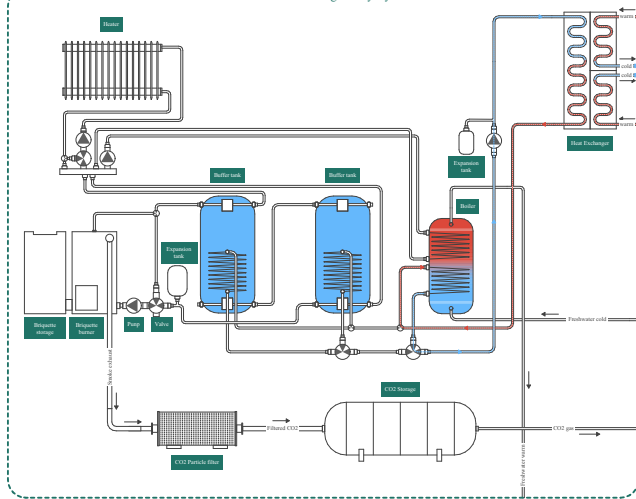 Heater
warm
cold
cold
warm
Expansion
tank
Heat Exchanger
Buffer tank
Buffer tank
Boiler
Expansion
tank
Briquette
storage
Briquette
burner
Pump
Valve
Freshwater cold
Smoke exhaust
CO2 Storage
Filtered CO2
CO2 gas
CO2 Particle filter
Freshwater warm